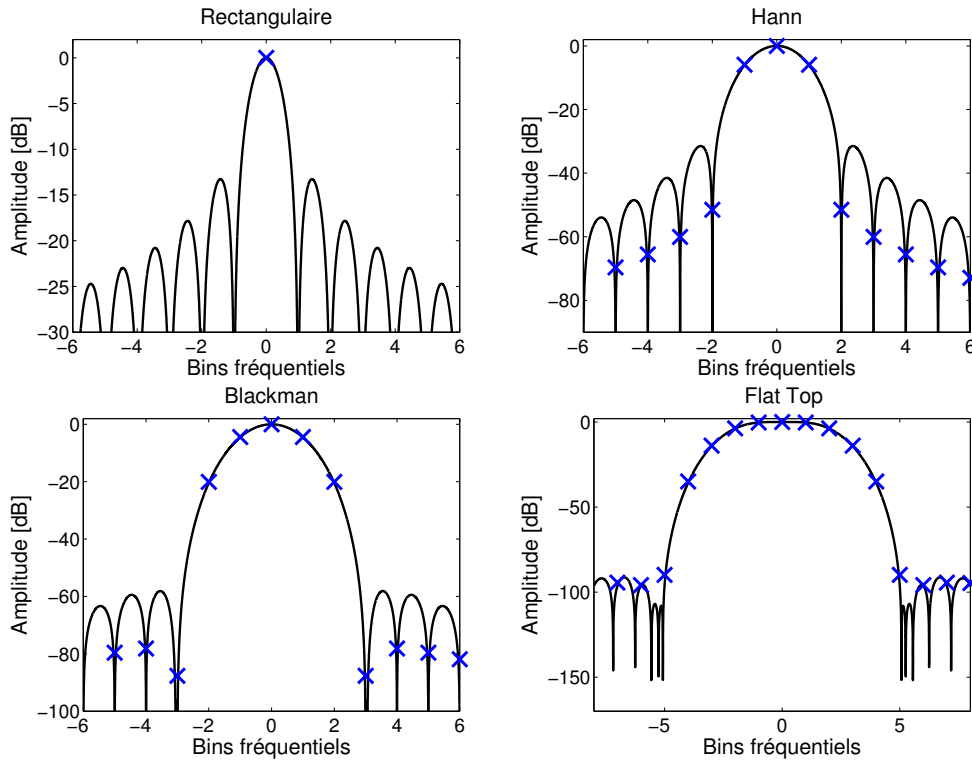 Rectangulaire
0
−5
−10
−15
−20
−25
−30
Amplitude [dB]
−6 −4 −2 0 2 4 6
Bins fréquentiels
Hann
0
−20
−40
−60
−80
Amplitude [dB]
−6 −4 −2 0 2 4 6
Bins fréquentiels
Blackman
0
−20
−40
−60
−80
−100
Amplitude [dB]
−6 −4 −2 0 2 4 6
Bins fréquentiels
Flat Top
0
−50
−100
−150
Amplitude [dB]
−5 0 5
Bins fréquentiels